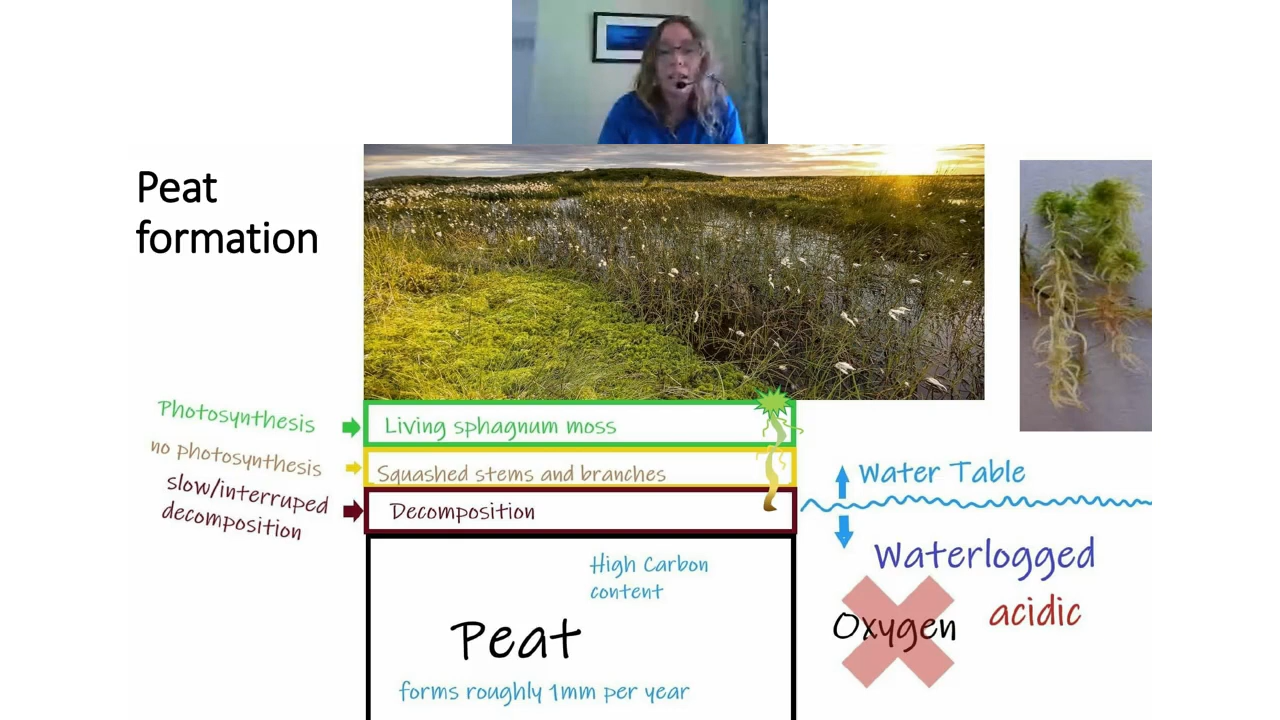 Peat
formation
Photosynthesis
Living sphagnum moss
no photosynthesis
Squashed stems and branches
slow/interruped
decomposition
Decomposition
Water Table
High Carbon
content
Waterlogged
Oxygen
acidic
Peat
forms roughly 1mm per year